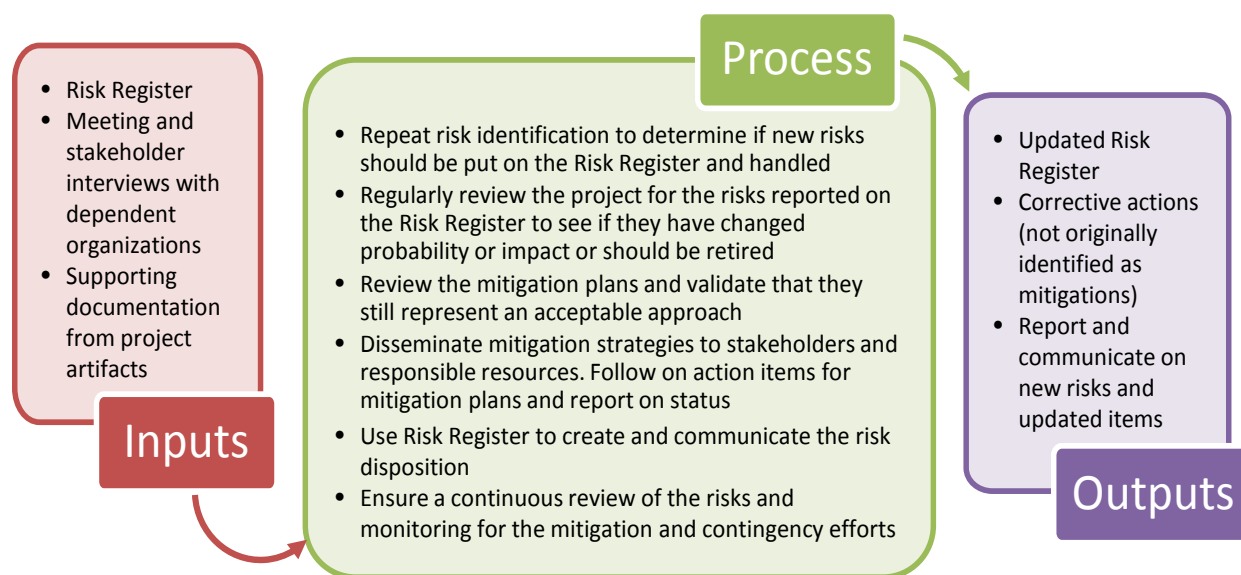 • Risk Register
• Meeting and
stakeholder
interviews with
dependent
organizations
• Supporting
documentation
from project
artifacts
Inputs
Process
• Repeat risk identification to determine if new risks
should be put on the Risk Register and handled
• Regularly review the project for the risks reported on
the Risk Register to see if they have changed
probability or impact or should be retired
• Review the mitigation plans and validate that they
still represent an acceptable approach
• Disseminate mitigation strategies to stakeholders and
responsible resources. Follow on action items for
mitigation plans and report on status
• Use Risk Register to create and communicate the risk
disposition
• Ensure a continuous review of the risks and
monitoring for the mitigation and contingency efforts
• Updated Risk
Register
• Corrective actions
(not originally
identified as
mitigations)
• Report and
communicate on
new risks and
updated items
Outputs